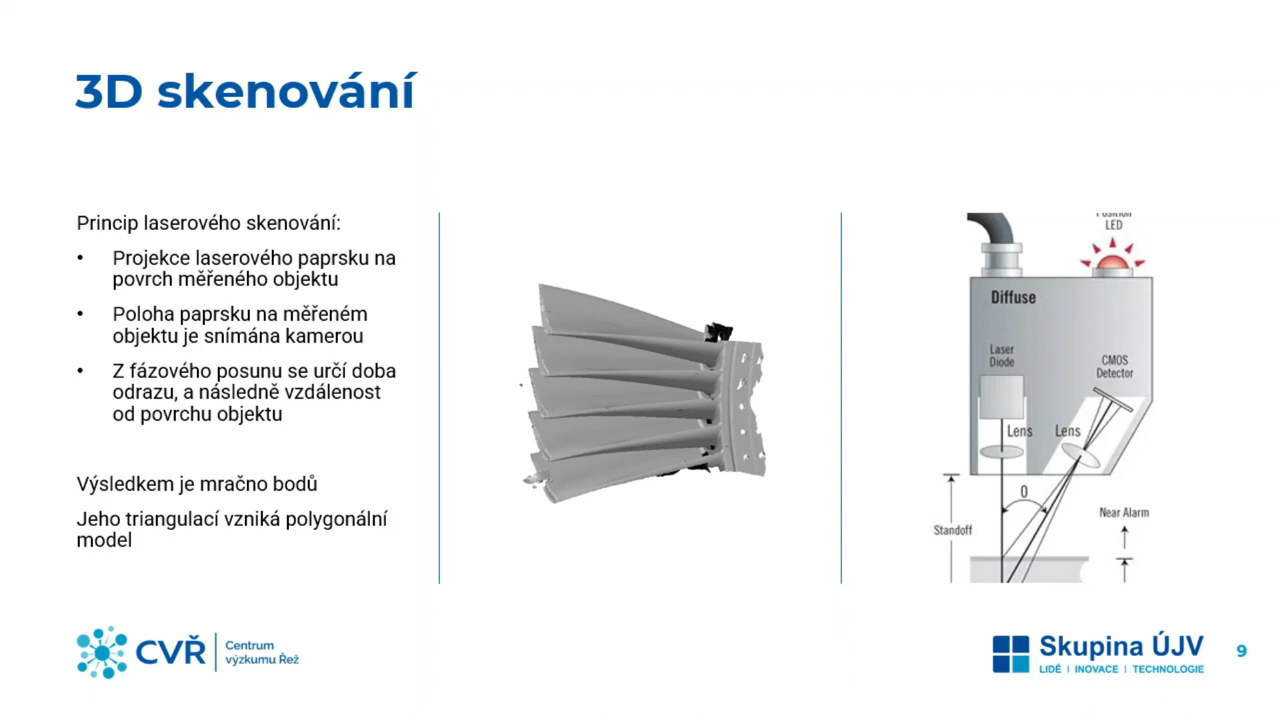 3D skenování
Princip laserového skenování:
• Projekce laserového paprsku na
povrch měřeného objektu
• Poloha paprsku na měřeném
objektu je snímána kamerou
• Z fázového posunu se určí doba
odrazu, a následně vzdálenost
od povrchu objektu
Výsledkem je mračno bodů
Jeho triangulací vzniká polygonální
model
Position
LED
Diffuse
Laser
Diode
CMOS
Detector
Lens
Lens
0
Standoff
Near Alarm
CVŘ
Centrum
výzkumu Řež
Skupina ÚJV
LIDÉ | INOVACE | TECHNOLOGIE
9